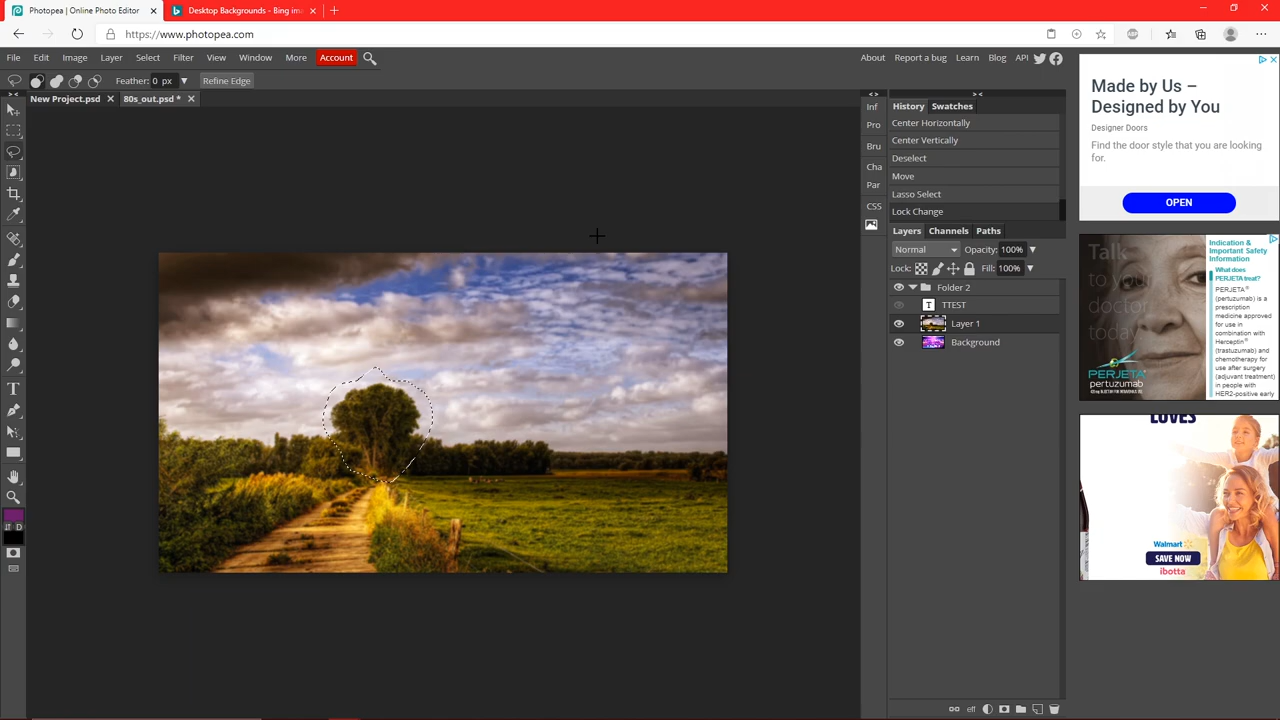 Photopea | Online Photo Editor
Desktop Backgrounds - Bing im
https://www.photopea.com
File Edit Image Layer Select Filter View Window More Account
About Report a bug Learn Blog API
Feather: 0 px Refine Edge
New Project.psd
80s_out.psd *
Inf
Pro
Bru
Cha
Par
CSS
History Swatches
Center Horizontally
Center Vertically
Deselect
Move
Lasso Select
Lock Change
Layers Channels Paths
Normal Opacity: 100%
Lock: Fill: 100%
Folder 2
T TTEST
Layer 1
Background
eff
D
Made by Us –
Designed by You
Designer Doors
Find the door style that you are looking
for.
OPEN
Talk
to you
doctor
today
PERJETA®
pertuzumab
Indication &
Important Safety
Information
What does
PERJETA treat?
PERJETA®
(pertuzumab) is a
prescription
medicine approved
for use in
combination with
Herceptin®
(trastuzumab) and
chemotherapy for
use after surgery
(adjuvant treatment)
in people with
HER2-positive early
LOVES
Walmart
SAVE NOW
ibotta